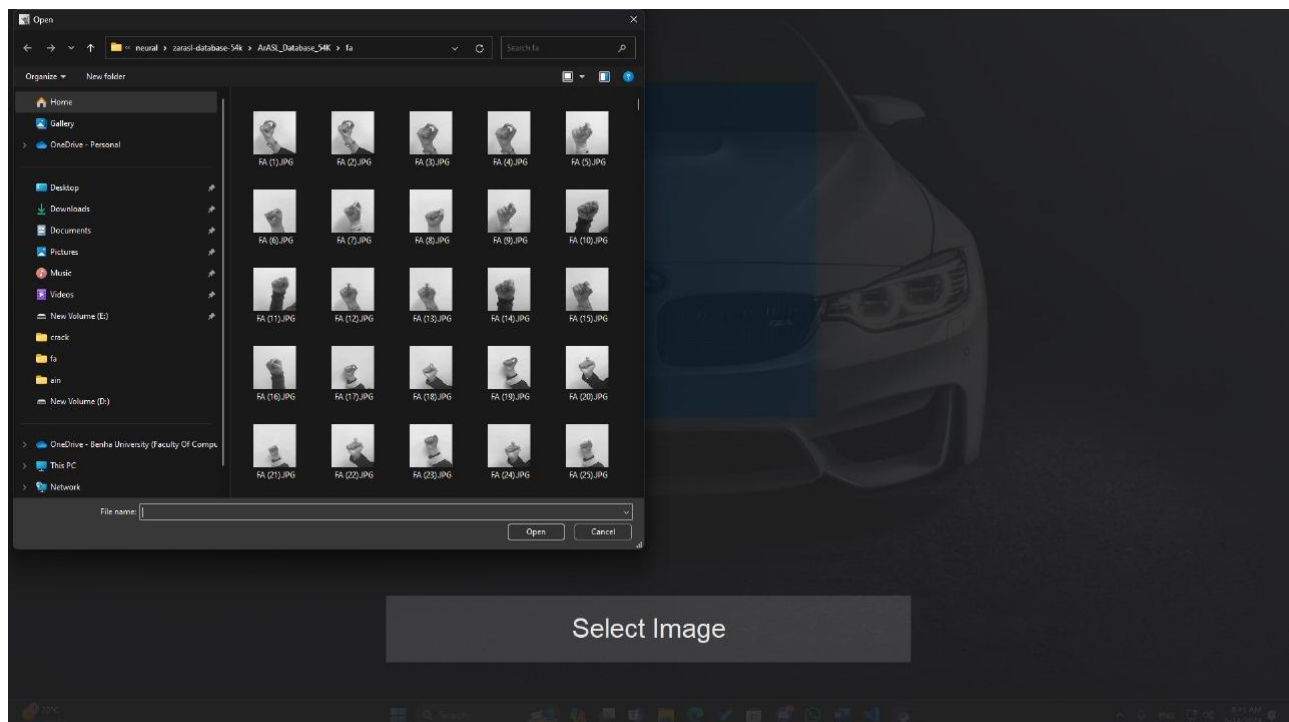 Open
neural > zarasl-database-54k > ArASL_Database_54K > fa
Search fa
Organize
New folder
Home
Gallery
OneDrive - Personal
Desktop
Downloads
Documents
Pictures
Music
Videos
New Volume (E:)
crack
fa
ain
New Volume (D:)
OneDrive - Benha University (Faculty Of Compu
This PC
Network
FA (1).JPG FA (2).JPG FA (3).JPG FA (4).JPG FA (5).JPG
FA (6).JPG FA (7).JPG FA (8).JPG FA (9).JPG FA (10).JPG
FA (11).JPG FA (12).JPG FA (13).JPG FA (14).JPG FA (15).JPG
FA (16).JPG FA (17).JPG FA (18).JPG FA (19).JPG FA (20).JPG
FA (21).JPG FA (22).JPG FA (23).JPG FA (24).JPG FA (25).JPG
File name:
Open Cancel
Select Image
Search